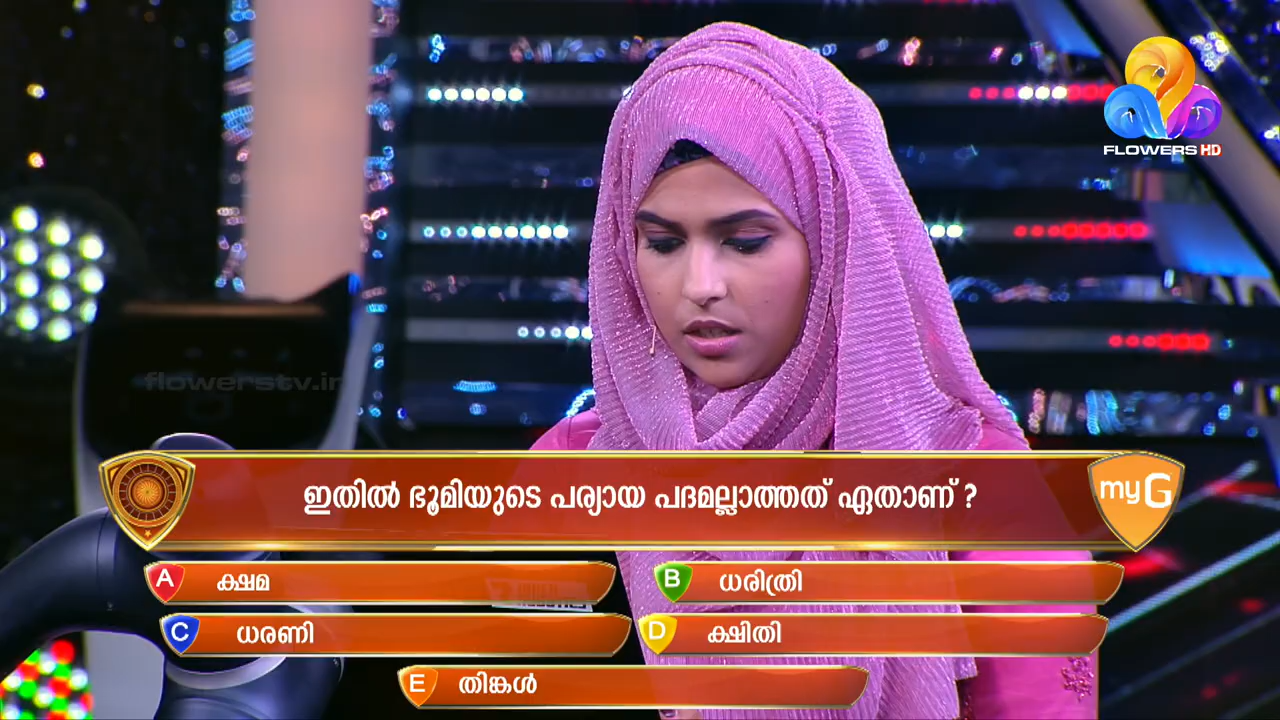 FLOWERS HD
flowerstv.in
ഇതിൽ ഭൂമിയുടെ പര്യായ പദമല്ലാത്തത് ഏതാണ് ?
myG
A ക്ഷമ
B ധരിത്രി
C ധരണി
D ക്ഷിതി
E തിങ്കൾ